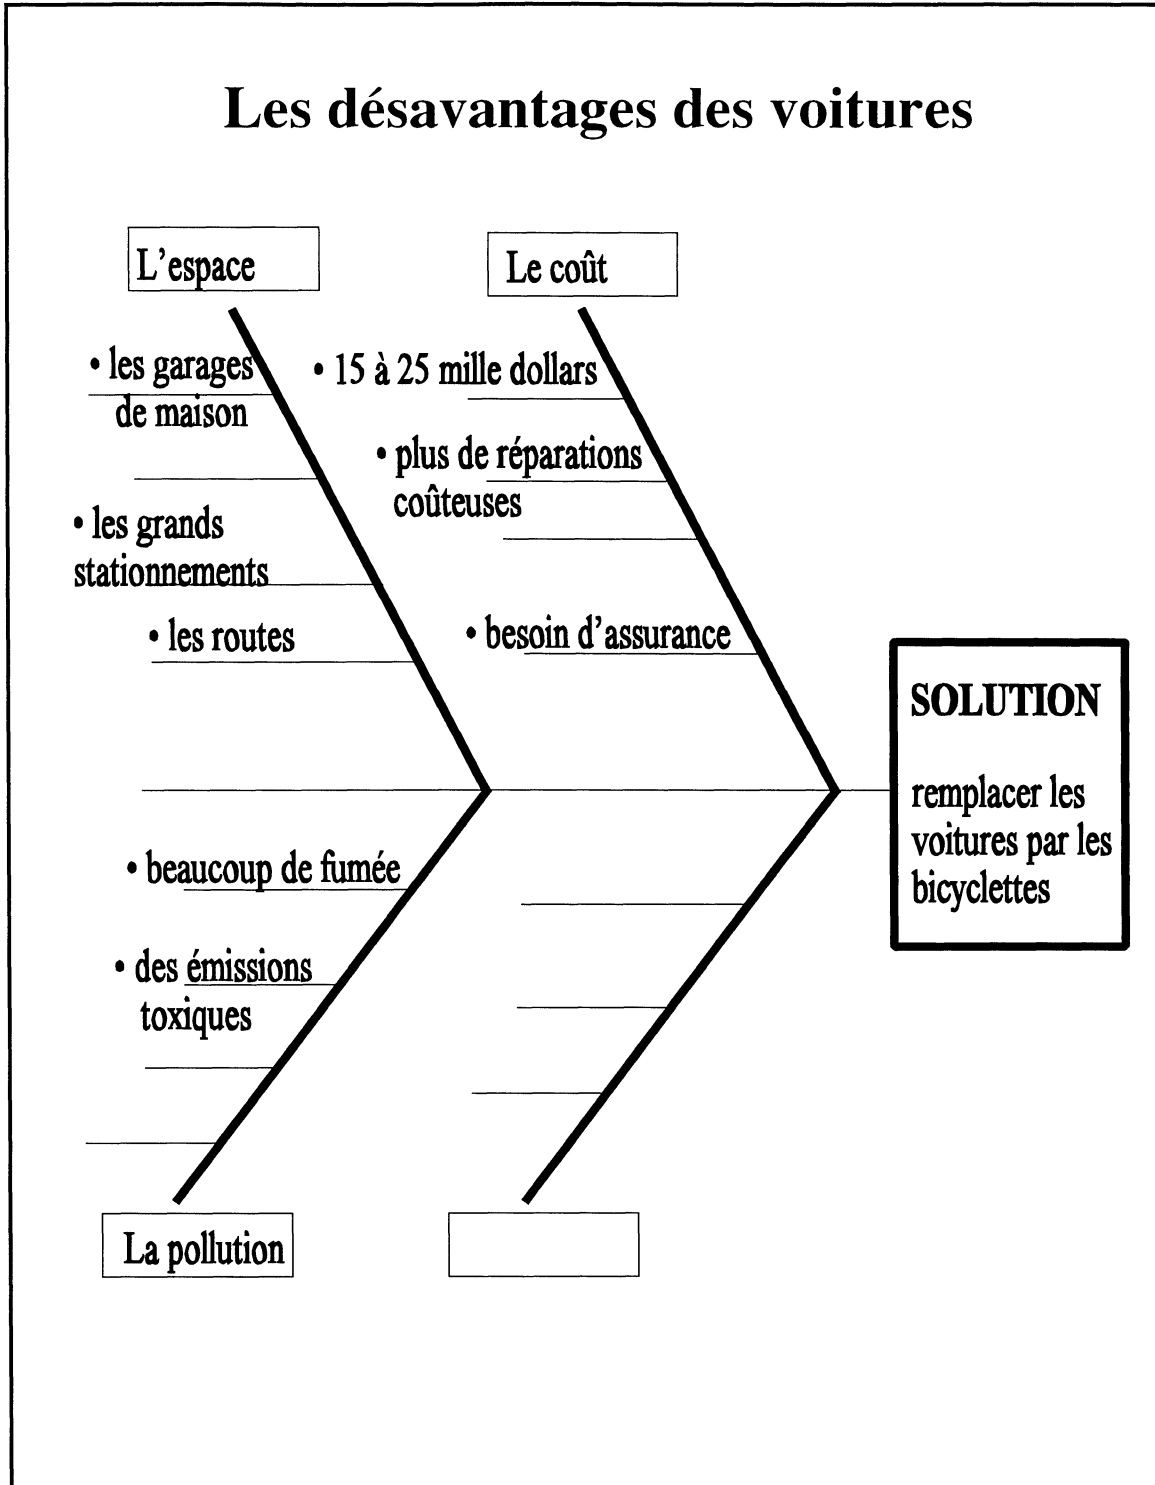 Les désavantages des voitures
L'espace
• les garages
de maison
• les grands
stationnements
• les routes
Le coût
• 15 à 25 mille dollars
• plus de réparations
coûteuses
• besoin d'assurance
• beaucoup de fumée
• des émissions
toxiques
La pollution
SOLUTION
remplacer les
voitures par les
bicyclettes